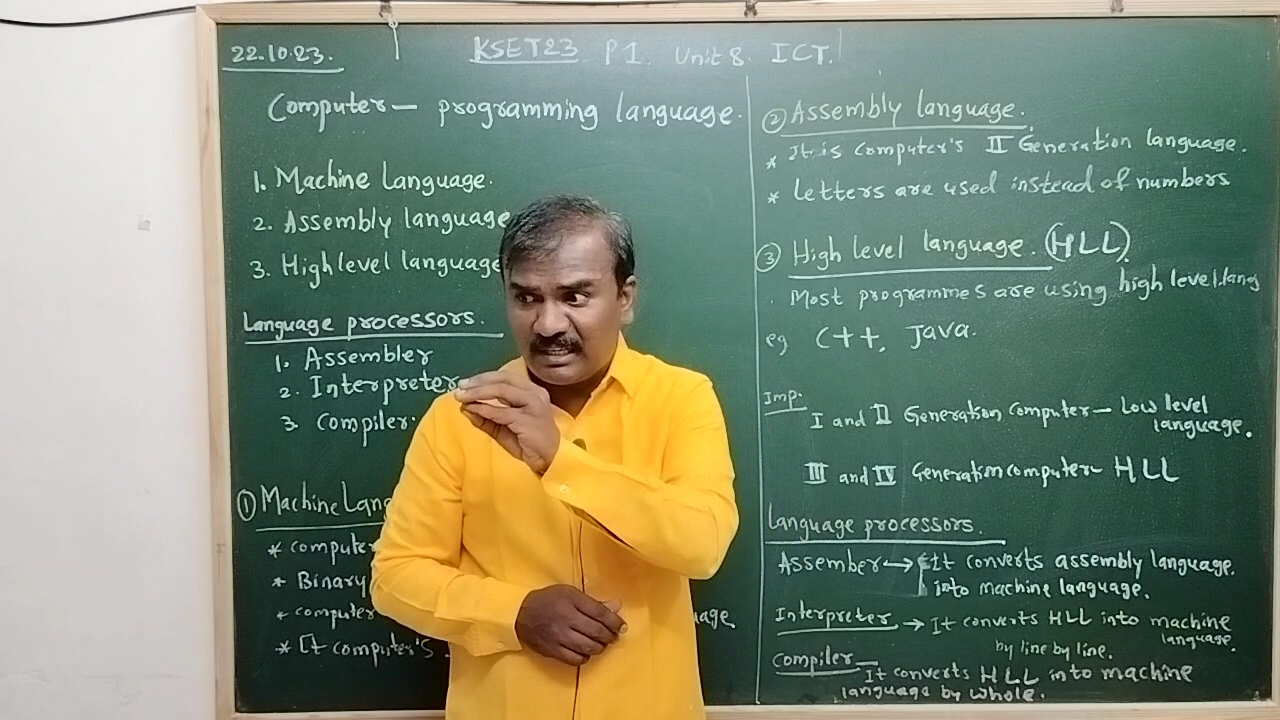 22.10.23.
KSET23 P1. Unit 8. ICT.
Computer— programming language.
1. Machine Language.
2. Assembly language
3. High level language
Language processors.
1. Assembler
2. Interpreter
3. compiler.
① Machine Lang
* computer
* Binary
* computer
* It computer's
② Assembly language.
* It is computer's II Generation language.
* letters are used instead of numbers
③ High level language. (HLL).
. Most programmes are using high level.lang
eg C++, Java.
Imp.
I and II Generation computer— Low level
language.
III and IV Generation computer— HLL
Language processors.
Assember → It converts assembly language.
into machine language.
Interpreter → It converts HLL into machine
language.
by line by line.
Compiler—
It converts HLL into machine
language by whole.